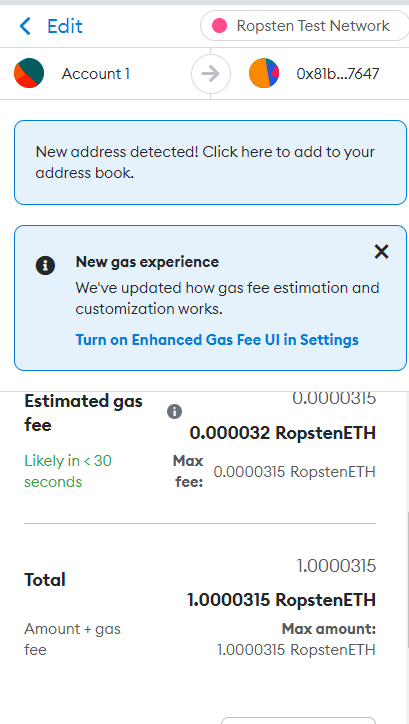 Edit
Ropsten Test Network
Account 1
0x81b...7647
New address detected! Click here to add to your
address book.
New gas experience
We've updated how gas fee estimation and
customization works.
Turn on Enhanced Gas Fee UI in Settings
Estimated gas
fee
0.0000315
0.000032 RopstenETH
Likely in < 30
seconds
Max
fee:
0.0000315 RopstenETH
1.0000315
Total
1.0000315 RopstenETH
Amount + gas
fee
Max amount:
1.0000315 RopstenETH